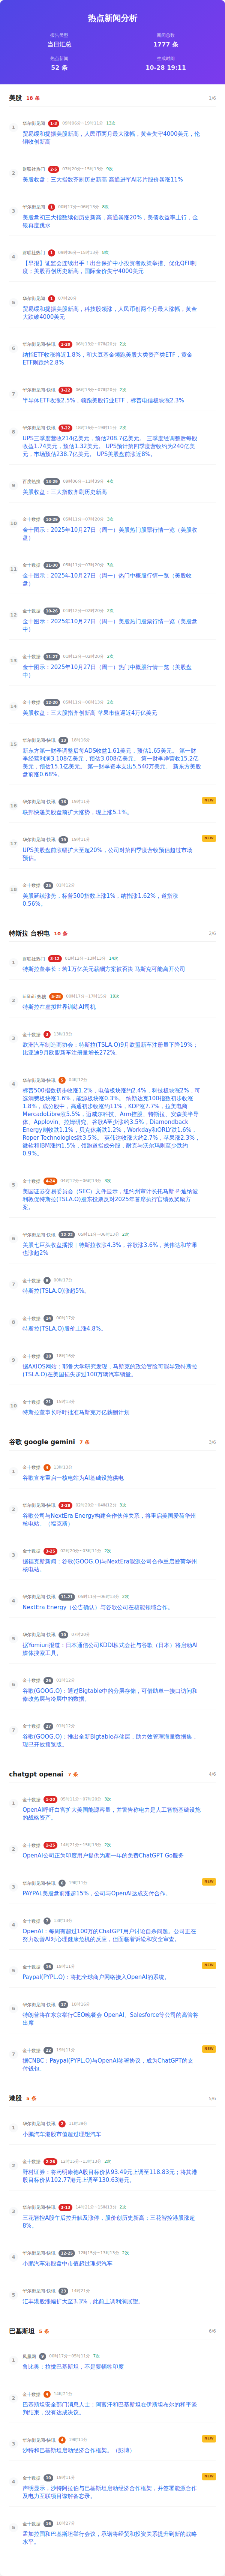 热点新闻分析
报告类型
新闻总数
当日汇总
1777 条
热点新闻
生成时间
52 条
10-28 19:11
美股 18 条
1/6
1
华尔街见闻
13次
贸易缓和提振美股新高，人民币两月最大涨幅，黄金失守4000美元，伦
铜收创新高
2
财联社热门
9次
美股收盘：三大指数齐刷历史新高 高通进军AI芯片股价暴涨11%
3
华尔街见闻
美股盘初三大指数续创历史新高，高通暴涨20%，美债收益率上行，金
银再度跳水
4
财联社热门
【早报】证监会连续出手！出台保护中小投资者政策举措、优化QFII制
度；美股再创历史新高，国际金价失守4000美元
5
华尔街见闻
贸易缓和提振美股新高，科技股领涨，人民币创两个月最大涨幅，黄金
大跌破4000美元
6
华尔街见闻-快讯
2次
纳指ETF收涨将近1.8%，和大豆基金领跑美股大类资产类ETF，黄金
ETF则跌约2.8%
7
华尔街见闻-快讯
2次
半导体ETF收涨2.5%，领跑美股行业ETF，标普电信板块涨2.3%
8
华尔街见闻-快讯
2次
UPS三季度营收214亿美元，预估208.7亿美元。 三季度经调整后每股
收益1.74美元，预估1.32美元。 UPS预计第四季度营收约为240亿美
元，市场预估238.7亿美元。 UPS美股盘前涨近8%。
9
百度热搜
4次
美股收盘：三大指数齐刷历史新高
10
金十数据
3次
金十图示：2025年10月27日（周一）美股热门股票行情一览（美股收
盘）
11
金十数据
3次
金十图示：2025年10月27日（周一）热门中概股行情一览（美股收
盘）
12
金十数据
2次
金十图示：2025年10月27日（周一）美股热门股票行情一览（美股盘
中）
13
金十数据
2次
金十图示：2025年10月27日（周一）热门中概股行情一览（美股盘
中）
14
金十数据
2次
美股收盘：三大股指齐创新高 苹果市值逼近4万亿美元
15
华尔街见闻-快讯
新东方第一财季调整后每ADS收益1.61美元，预估1.65美元。 第一财
季经营利润3.108亿美元，预估3.008亿美元。 第一财季净营收15.2亿
美元，预估15.1亿美元。 第一财季资本支出5,540万美元。 新东方美股
盘前涨0.68%。
16
华尔街见闻-快讯
NEW
联邦快递美股盘前扩大涨势，现上涨5.1%。
17
华尔街见闻-快讯
NEW
UPS美股盘前涨幅扩大至超20%，公司对第四季度营收预估超过市场
预估。
18
金十数据
美股延续涨势，标普500指数上涨1%，纳指涨1.62%，道指涨
0.56%。
特斯拉 台积电 10 条
2/6
1
财联社热门
14次
特斯拉董事长：若1万亿美元薪酬方案被否决 马斯克可能离开公司
2
bilibili 热搜
特斯拉在虚拟世界训练AI司机
3
金十数据
欧洲汽车制造商协会：特斯拉(TSLA.O)9月欧盟新车注册量下降19%；
比亚迪9月欧盟新车注册量增长272%。
4
金十数据
标普500指数初步收涨1.2%，电信板块涨约2.4%，科技板块涨2%，可
选消费板块涨1.6%，能源板块涨0.3%。 纳斯达克100指数初步收涨
1.8%，成分股中，高通初步收涨约11%，KDP涨7.7%，拉美电商
MercadoLibre涨5.5%，迈威尔科技、Arm控股、特斯拉、安森美半导
体、Applovin、拉姆研究、谷歌A至少涨约3.5%，Diamondback
Energy则收跌1.1%，贝克休斯跌1.2%，Workday和ORLY跌1.6%，
Roper Technologies跌3.5%。 英伟达收涨大约2.7%，苹果涨2.3%，
微软和IBM涨约1.5%，领跑道指成分股，耐克与沃尔玛则至少跌约
0.9%。
5
金十数据
3次
美国证券交易委员会（SEC）文件显示，纽约州审计长托马斯·P·迪纳波
利敦促特斯拉(TSLA.O)股东投票反对2025年首席执行官绩效奖励方
案。
6
华尔街见闻-快讯
2次
美股七巨头收盘播报｜特斯拉收涨4.3%，谷歌涨3.6%，英伟达和苹果
也涨超2%
7
金十数据
特斯拉(TSLA.O)涨超5%。
8
金十数据
特斯拉(TSLA.O)股价上涨4.8%。
9
金十数据
据AXIOS网站：耶鲁大学研究发现，马斯克的政治冒险可能导致特斯拉
(TSLA.O)在美国损失超过100万辆汽车销量。
10
金十数据
特斯拉董事长呼吁批准马斯克万亿薪酬计划
谷歌 google gemini 7 条
3/6
1
金十数据
谷歌宣布重启一核电站为AI基础设施供电
2
华尔街见闻-快讯
3次
谷歌公司与NextEra Energy构建合作伙伴关系，将重启美国爱荷华州
核电站。（福克斯）
3
金十数据
2次
据福克斯新闻：谷歌(GOOG.O)与NextEra能源公司合作重启爱荷华州
核电站。
4
华尔街见闻-快讯
2次
NextEra Energy（公告确认）与谷歌公司在核能领域合作。
5
华尔街见闻-快讯
据Yomiuri报道：日本通信公司KDDI株式会社与谷歌（日本）将启动AI
媒体搜索工具。
6
金十数据
谷歌(GOOG.O)：通过Bigtable中的分层存储，可借助单一接口访问和
修改热层与冷层中的数据。
7
金十数据
谷歌(GOOG.O)：推出全新Bigtable存储层，助力效管理海量数据集，
现已开放预览版。
chatgpt openai 7 条
4/6
1
金十数据
3次
OpenAI呼吁白宫扩大美国能源容量，并警告称电力是人工智能基础设施
的战略资产。
2
金十数据
2次
OpenAI公司正为印度用户提供为期一年的免费ChatGPT Go服务
3
华尔街见闻-快讯
NEW
PAYPAL美股盘前涨超15%，公司与OpenAI达成支付合作。
4
金十数据
OpenAI：每周有超过100万的ChatGPT用户讨论自杀问题，公司正在
努力改善AI对心理健康危机的反应，但面临着诉讼和安全审查。
5
金十数据
NEW
Paypal(PYPL.O)：将把全球商户网络接入OpenAI的系统。
6
华尔街见闻-快讯
特朗普将在东京举行CEO晚餐会 OpenAI、Salesforce等公司的高管将
出席
7
金十数据
NEW
据CNBC：Paypal(PYPL.O)与OpenAI签署协议，成为ChatGPT的支
付钱包。
港股 5 条
5/6
1
华尔街见闻-快讯
小鹏汽车港股市值超过理想汽车
2
金十数据
2次
野村证券：将药明康德A股目标价从93.49元上调至118.83元；将其港
股目标价从102.77港元上调至130.63港元。
3
华尔街见闻-快讯
2次
三花智控A股午后拉升触及涨停，股价创历史新高；三花智控港股涨超
8%。
4
华尔街见闻-快讯
2次
小鹏汽车港股盘中市值超过理想汽车
5
华尔街见闻-快讯
汇丰港股涨幅扩大至3.3%，此前上调利润展望。
巴基斯坦 5 条
6/6
1
凤凰网
7次
鲁比奥：拉拢巴基斯坦，不是要牺牲印度
2
金十数据
巴基斯坦安全部门消息人士：阿富汗和巴基斯坦在伊斯坦布尔的和平谈
判结束，没有达成决议。
3
华尔街见闻-快讯
NEW
沙特和巴基斯坦启动经济合作框架。（彭博）
4
金十数据
NEW
声明显示，沙特阿拉伯与巴基斯坦启动经济合作框架，并签署能源合作
及电力互联项目谅解备忘录。
5
金十数据
孟加拉国和巴基斯坦举行会议，承诺将经贸和投资关系提升到新的战略
水平。